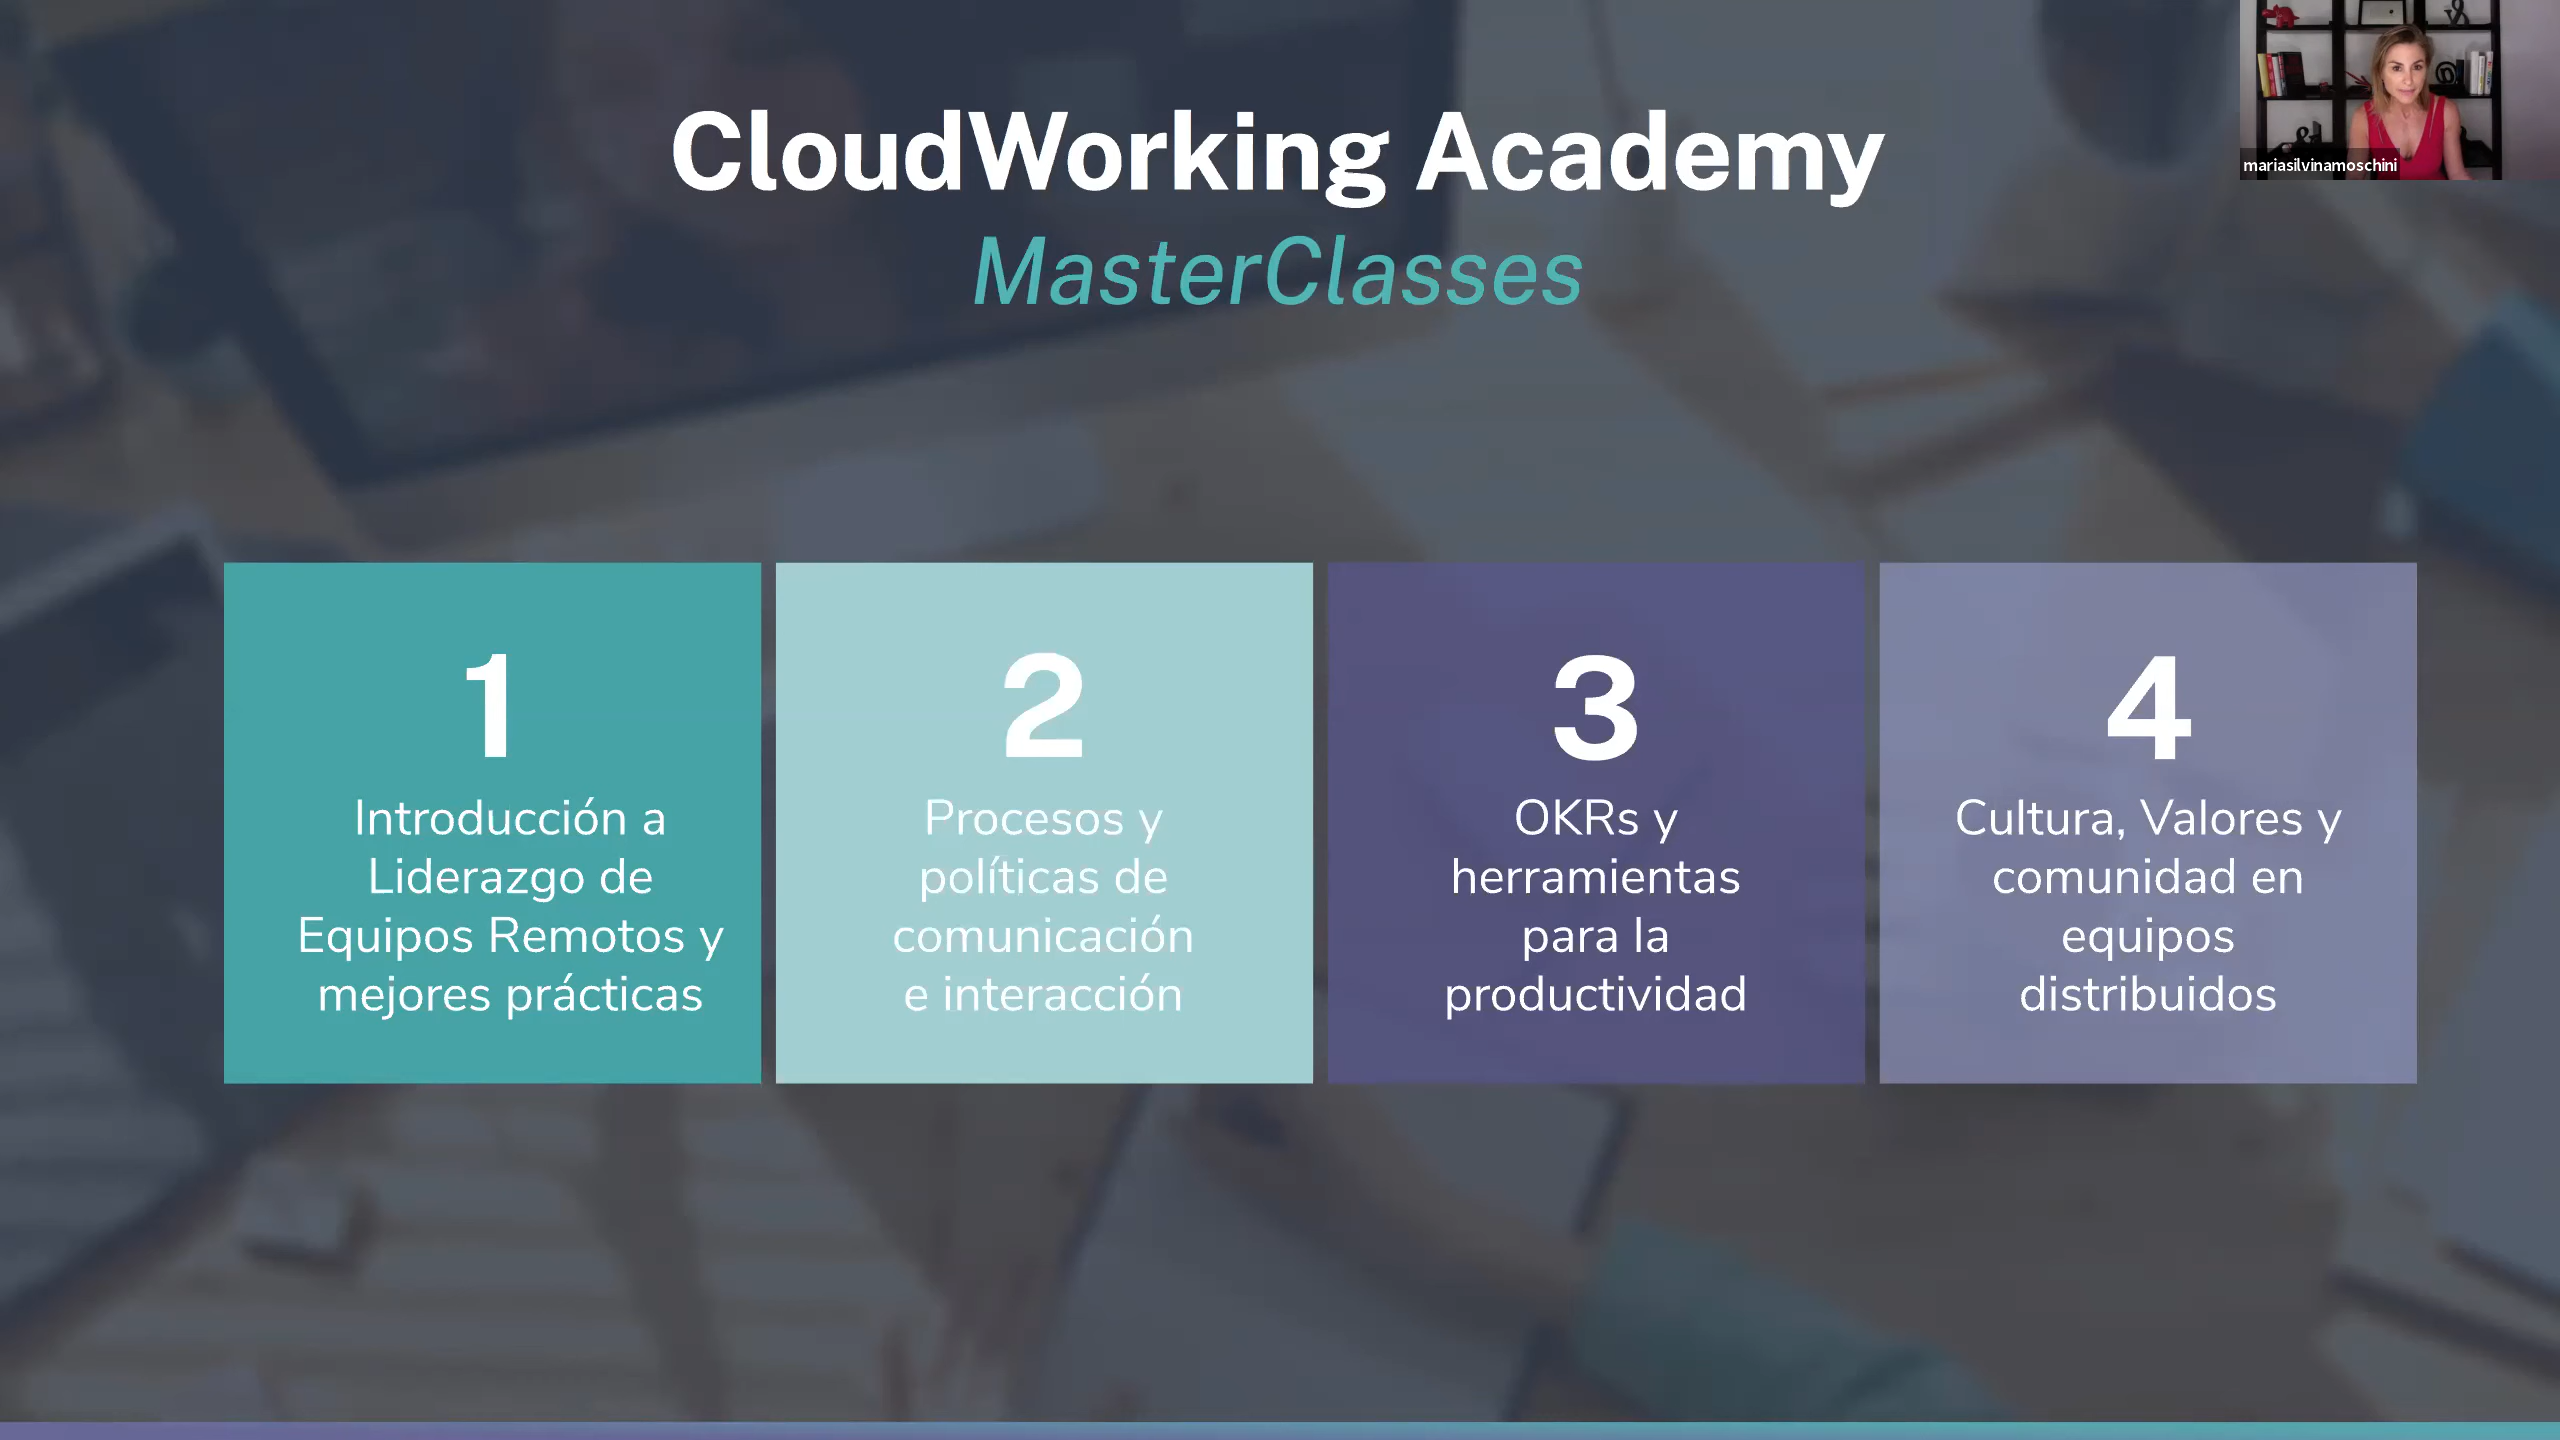 CloudWorking Academy
MasterClasses
mariasilvinamoschini
1
Introducción a
Liderazgo de
Equipos Remotos y
mejores prácticas
2
Procesos y
políticas de
comunicación
e interacción
3
OKRs y
herramientas
para la
productividad
4
Cultura, Valores y
comunidad en
equipos
distribuidos